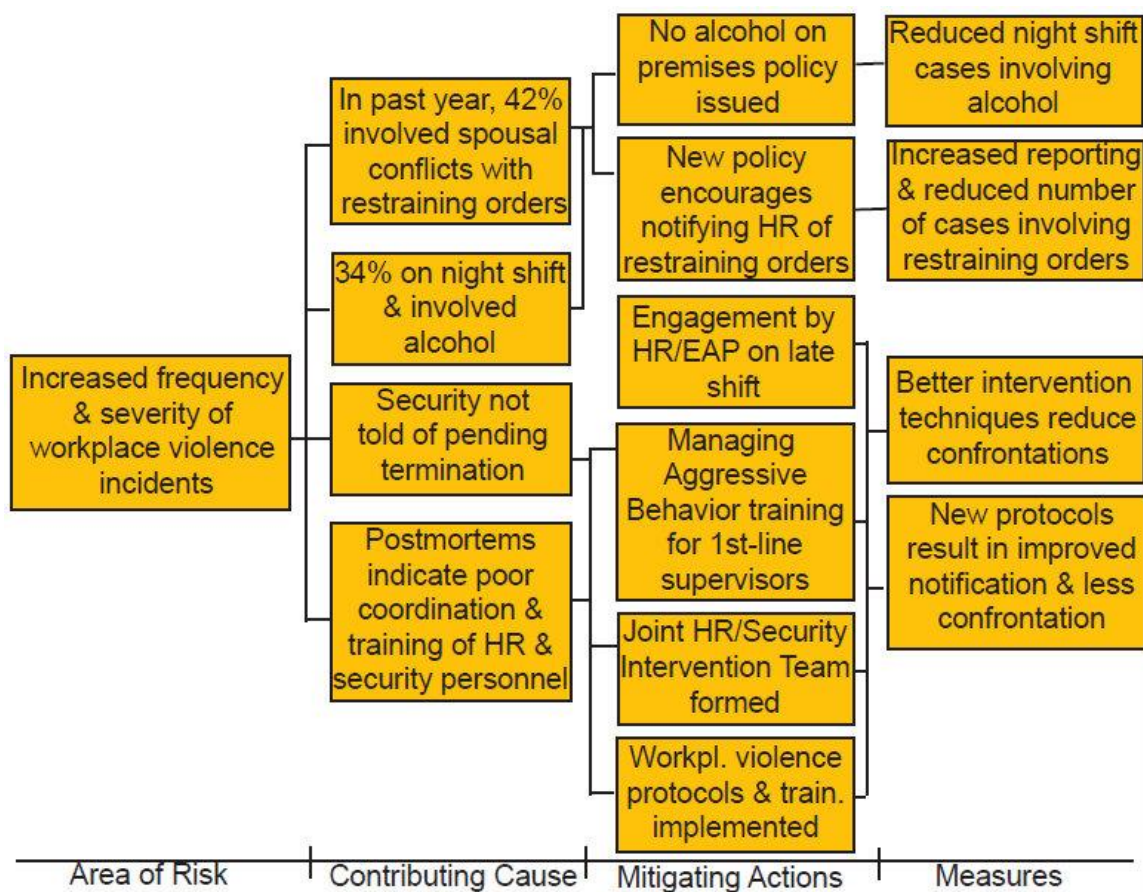 Increased frequency
& severity of
workplace violence
incidents
In past year, 42%
involved spousal
conflicts with
restraining orders
34% on night shift
& involved
alcohol
Security not
told of pending
termination
Postmortems
indicate poor
coordination &
training of HR &
security personnel
No alcohol on
premises policy
issued
New policy
encourages
notifying HR of
restraining orders
Engagement by
HR/EAP on late
shift
Managing
Aggressive
Behavior training
for 1st-line
supervisors
Joint HR/Security
Intervention Team
formed
Workpl. violence
protocols & train.
implemented
Reduced night shift
cases involving
alcohol
Increased reporting
& reduced number
of cases involving
restraining orders
Better intervention
techniques reduce
confrontations
New protocols
result in improved
notification & less
confrontation
Area of Risk
Contributing Cause
Mitigating Actions
Measures